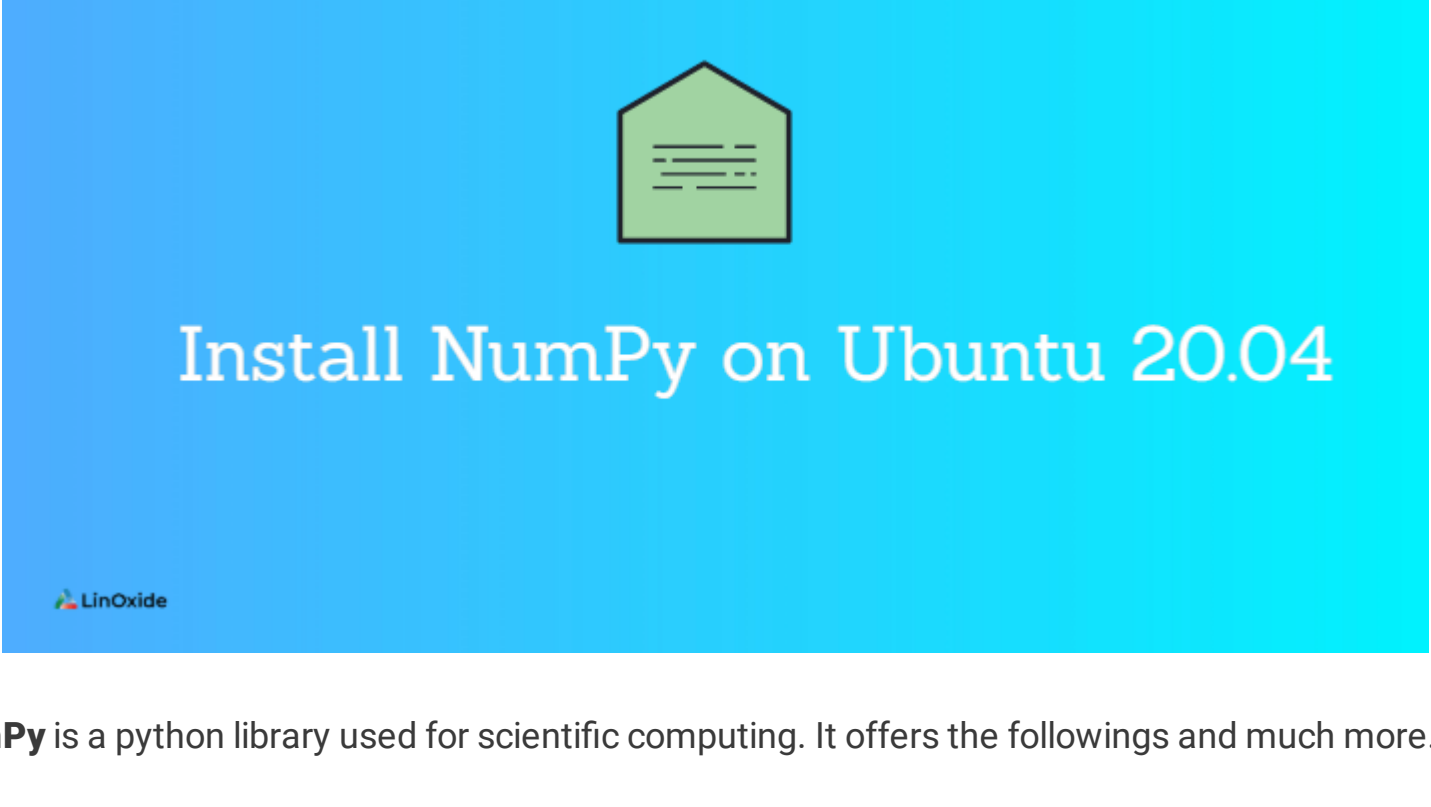 Install NumPy on Ubuntu 20.04
LinOxide
Py is a python library used for scientific computing. It offers the followings and much more.